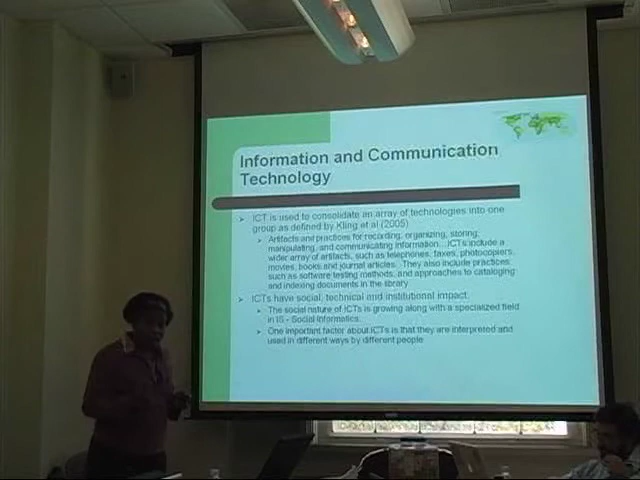 Information and Communication
Technology
ICT is used to consolidate an array of technologies into one
group as defined by Kling et al (2005)
Artifacts and practices for recording, organizing, storing,
manipulating, and communicating information...ICTs include a
wider array of artifacts, such as telephones, faxes, photocopiers,
movies, books and journal articles. They also include practices
such as software testing methods, and approaches to cataloging
and indexing documents in the library
ICTs have social, technical and institutional impact.
The social nature of ICTs is growing along with a specialized field
in IS - Social Informatics.
One important factor about ICTs is that they are interpreted and
used in different ways by different people